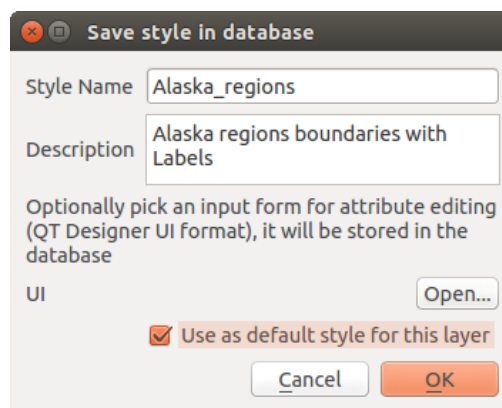 Save style in database
Style Name Alaska_regions
Description Alaska regions boundaries with
Labels
Optionally pick an input form for attribute editing
(QT Designer UI format), it will be stored in the
database
UI Open...
Use as default style for this layer
Cancel OK